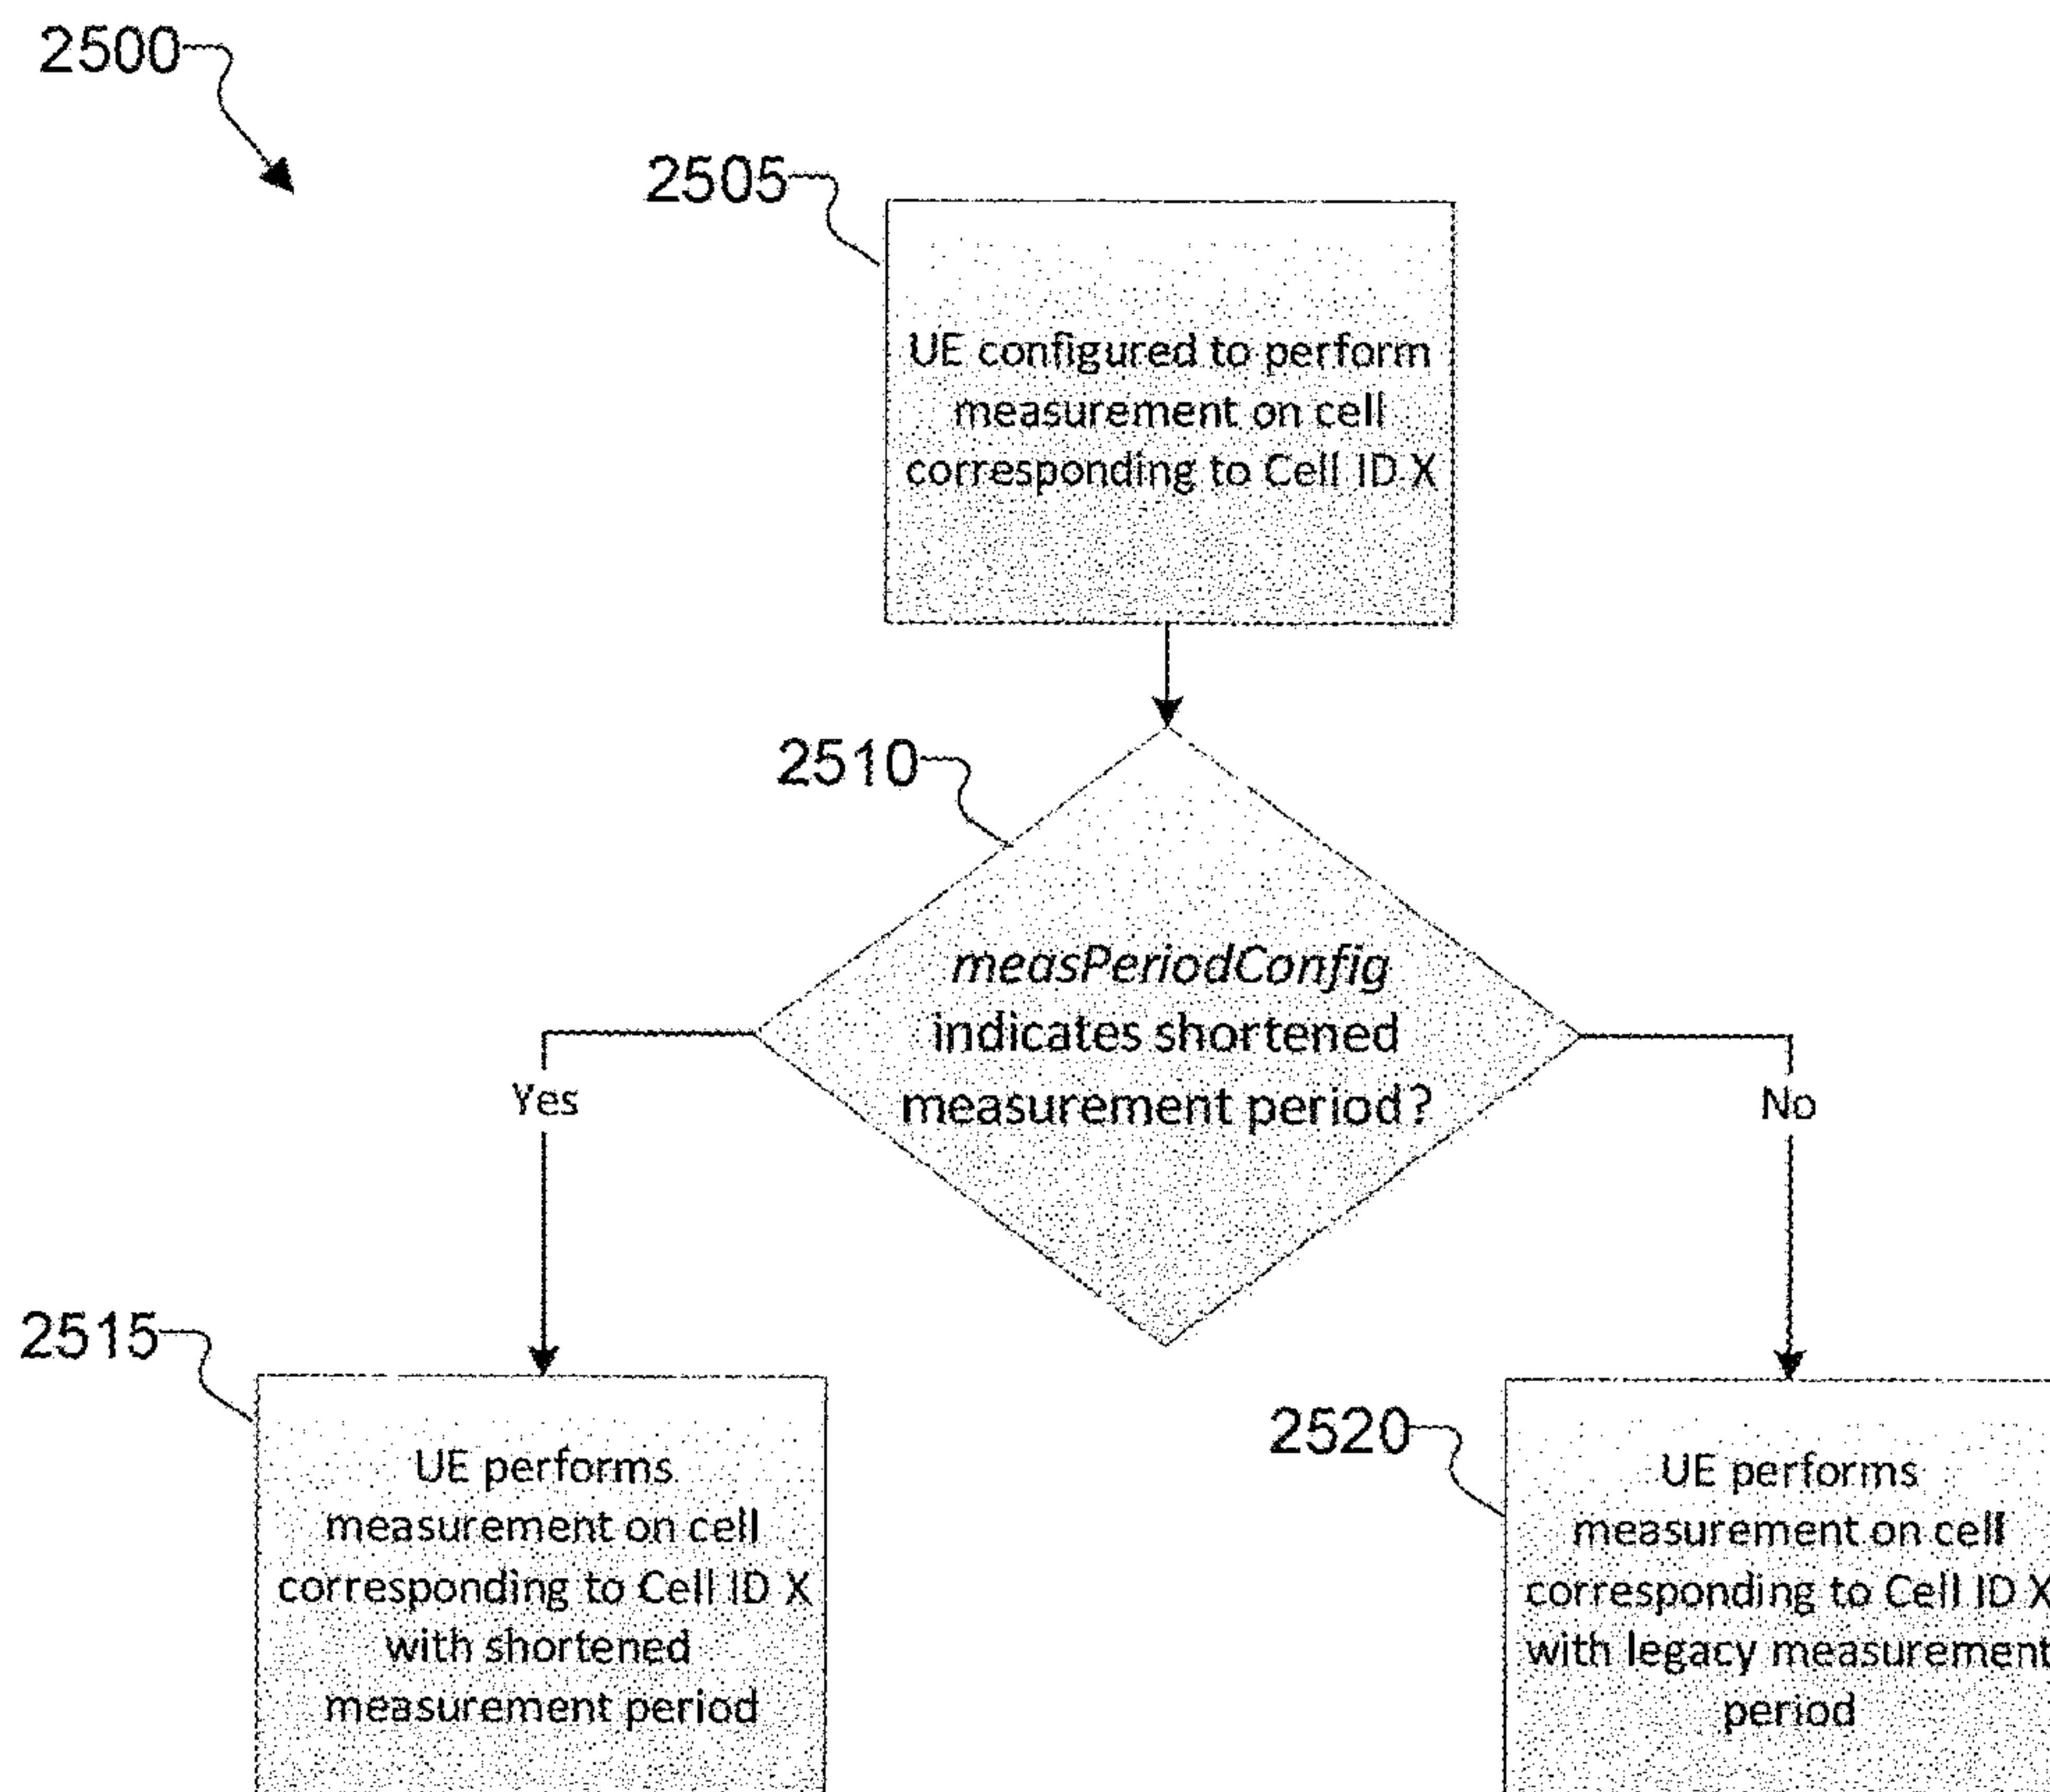 2500
2505
UE configured to perform
measurement on cell
corresponding to Cell ID X
2510
measPeriodConfig
indicates shortened
measurement period?
Yes
No
2515
UE performs
measurement on cell
corresponding to Cell ID X
with shortened
measurement period
2520
UE performs
measurement on cell
corresponding to Cell ID X
with legacy measurement
period